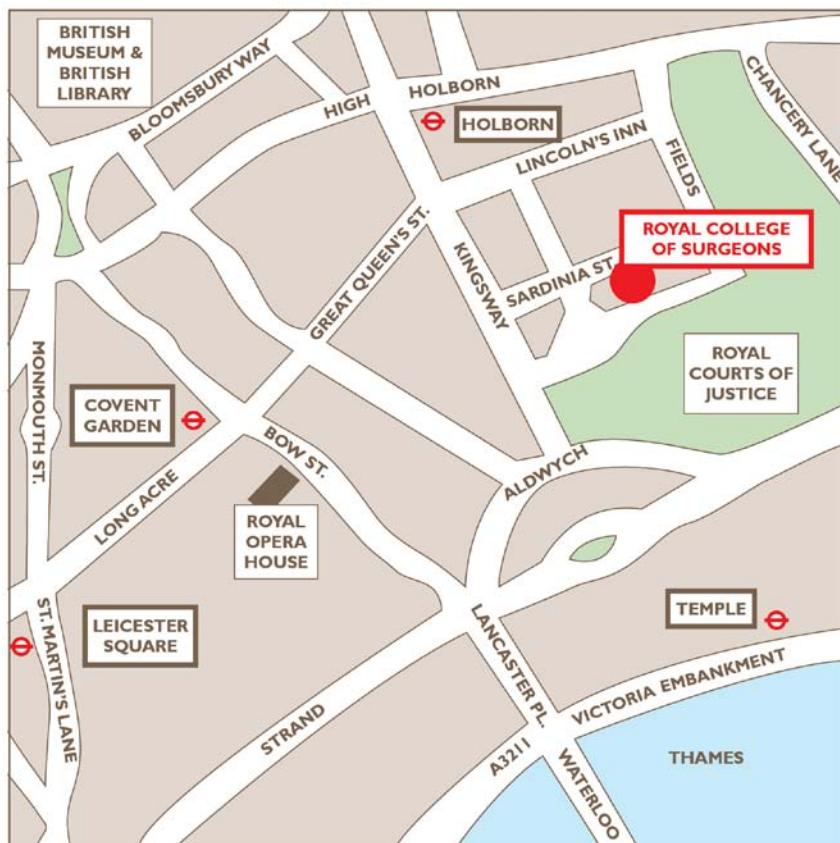 BRITISH
MUSEUM &
BRITISH
LIBRARY
BLOOMSBURY WAY
HIGH HOLBORN
CHANCERY LANE
HOLBORN
LINCOLN'S INN
FIELDS
ROYAL COLLEGE
OF SURGEONS
GREAT QUEEN'S ST.
KINGSWAY
SARDINIA ST.
MONMOUTH ST.
ROYAL
COURTS OF
JUSTICE
COVENT
GARDEN
BOW ST.
ALDWYCH
LONG ACRE
ROYAL
OPERA
HOUSE
ST. MARTIN'S LANE
LEICESTER
SQUARE
LANCASTER PL.
TEMPLE
STRAND
VICTORIA EMBANKMENT
A3211
WATERLOO
THAMES